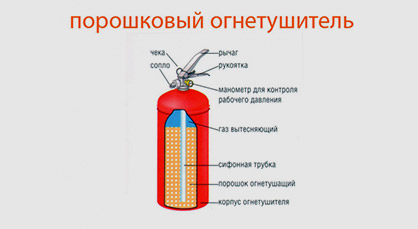 порошковый огнетушитель
чека
рычаг
сопло
рукоятка
манометр для контроля
рабочего давления
газ вытесняющий
сифонная трубка
порошок огнетушащий
корпус огнетушителя